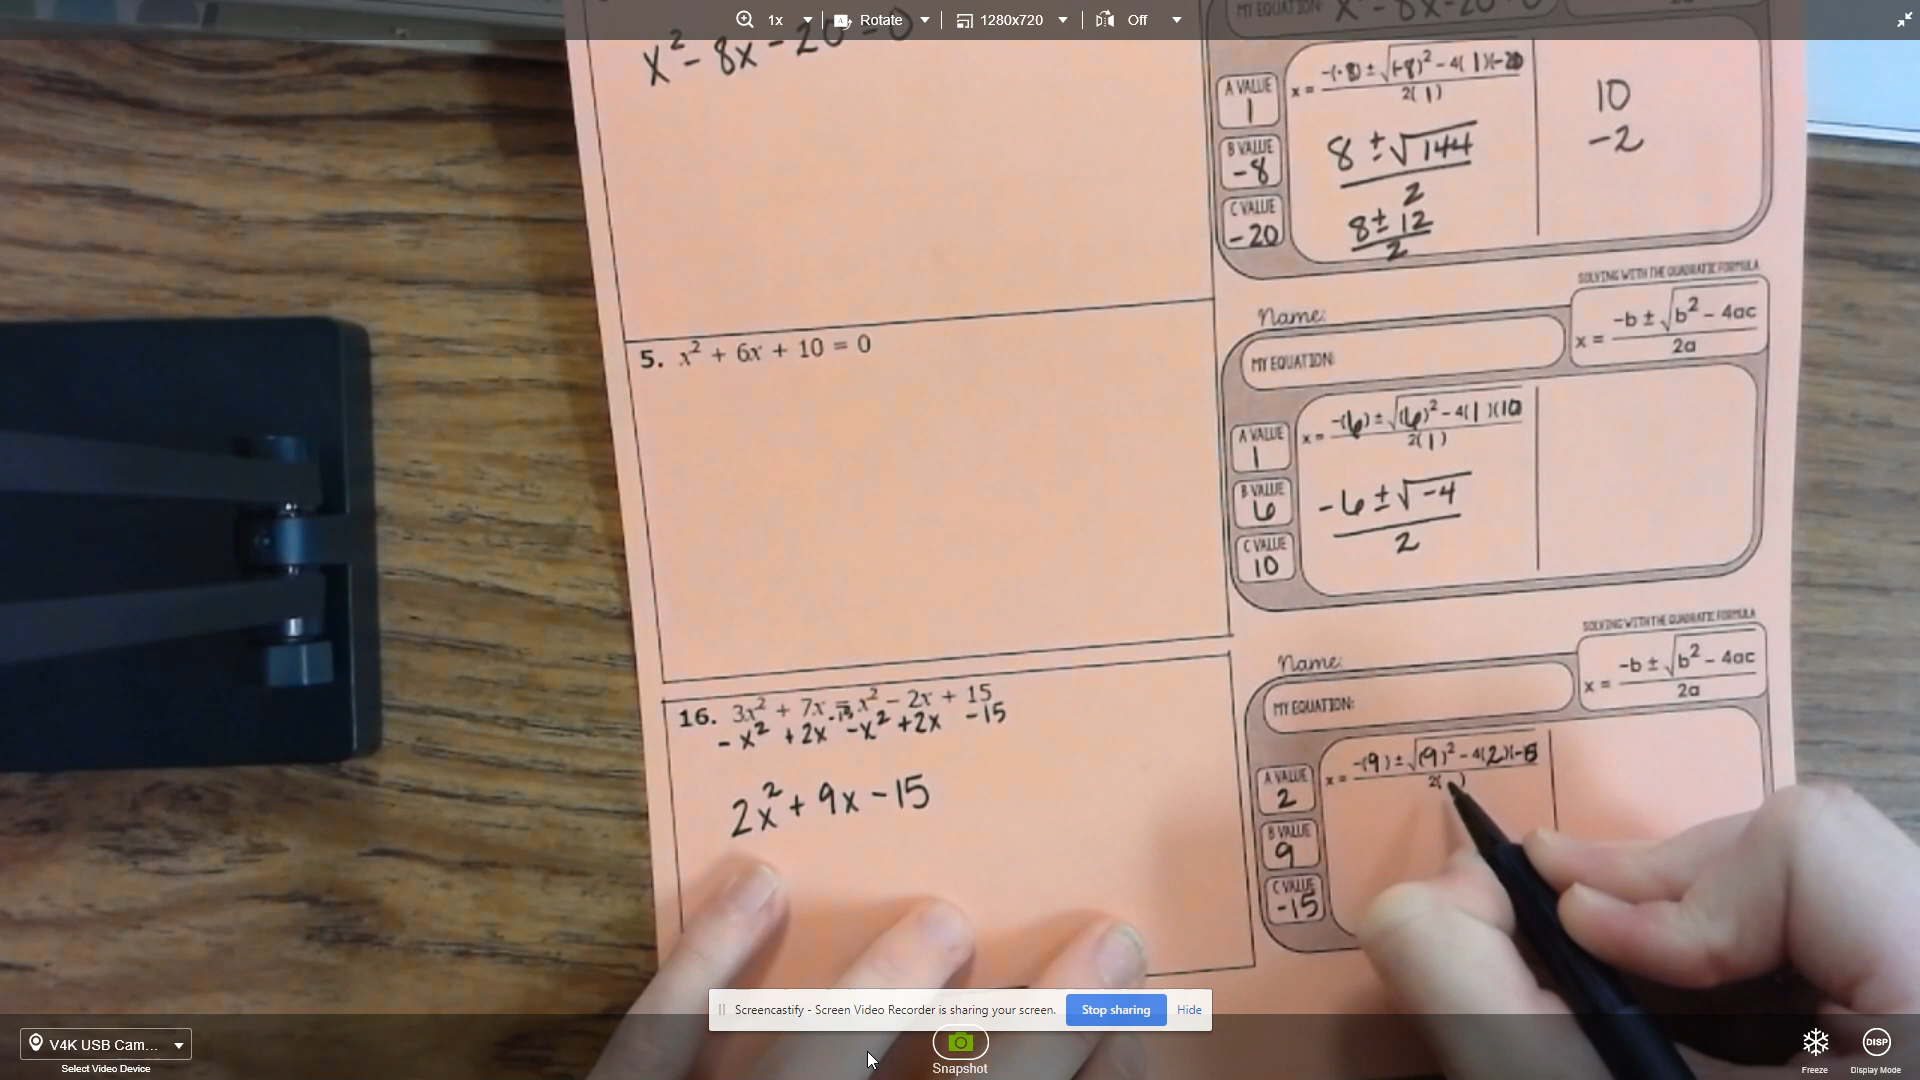 1x
Rotate
1280x720
Off
x² - 8x - 20 = 0
MY EQUATION: x² - 8x - 20 = 0
A VALUE
1
B VALUE
-8
C VALUE
-20
x = -(-8) ± √(-8)² - 4(1)(-20
2(1)
8 ± √144
2
8 ± 12
2
10
-2
5. x² + 6x + 10 = 0
SOLVING WITH THE QUADRATIC FORMULA
Name:
x = -b ± √b² - 4ac
2a
MY EQUATION:
A VALUE
1
B VALUE
6
C VALUE
10
x = -(6) ± √(6)² - 4(1)(10
2(1)
-6 ± √-4
2
16. 3x² + 7x = x² - 2x + 15
-x² + 2x -15 -x² + 2x -15
2x² + 9x - 15
SOLVING WITH THE QUADRATIC FORMULA
Name:
x = -b ± √b² - 4ac
2a
MY EQUATION:
A VALUE
2
B VALUE
9
C VALUE
-15
x = -(9) ± √(9)² - 4(2)(-15
2( )
Screencastify - Screen Video Recorder is sharing your screen.
Stop sharing
Hide
V4K USB Cam...
Select Video Device
Snapshot
Freeze
DISP
Display Mode